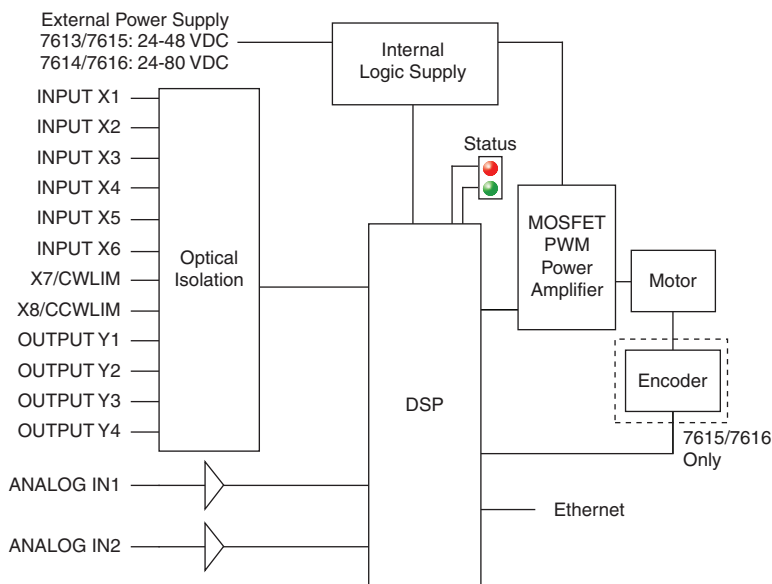 External Power Supply
7613/7615: 24-48 VDC
7614/7616: 24-80 VDC
Internal
Logic Supply
INPUT X1
INPUT X2
INPUT X3
INPUT X4
INPUT X5
INPUT X6
X7/CWLIM
X8/CCWLIM
OUTPUT Y1
OUTPUT Y2
OUTPUT Y3
OUTPUT Y4
Optical
Isolation
Status
MOSFET
PWM
Power
Amplifier
Motor
Encoder
7615/7616
Only
DSP
ANALOG IN1
ANALOG IN2
Ethernet